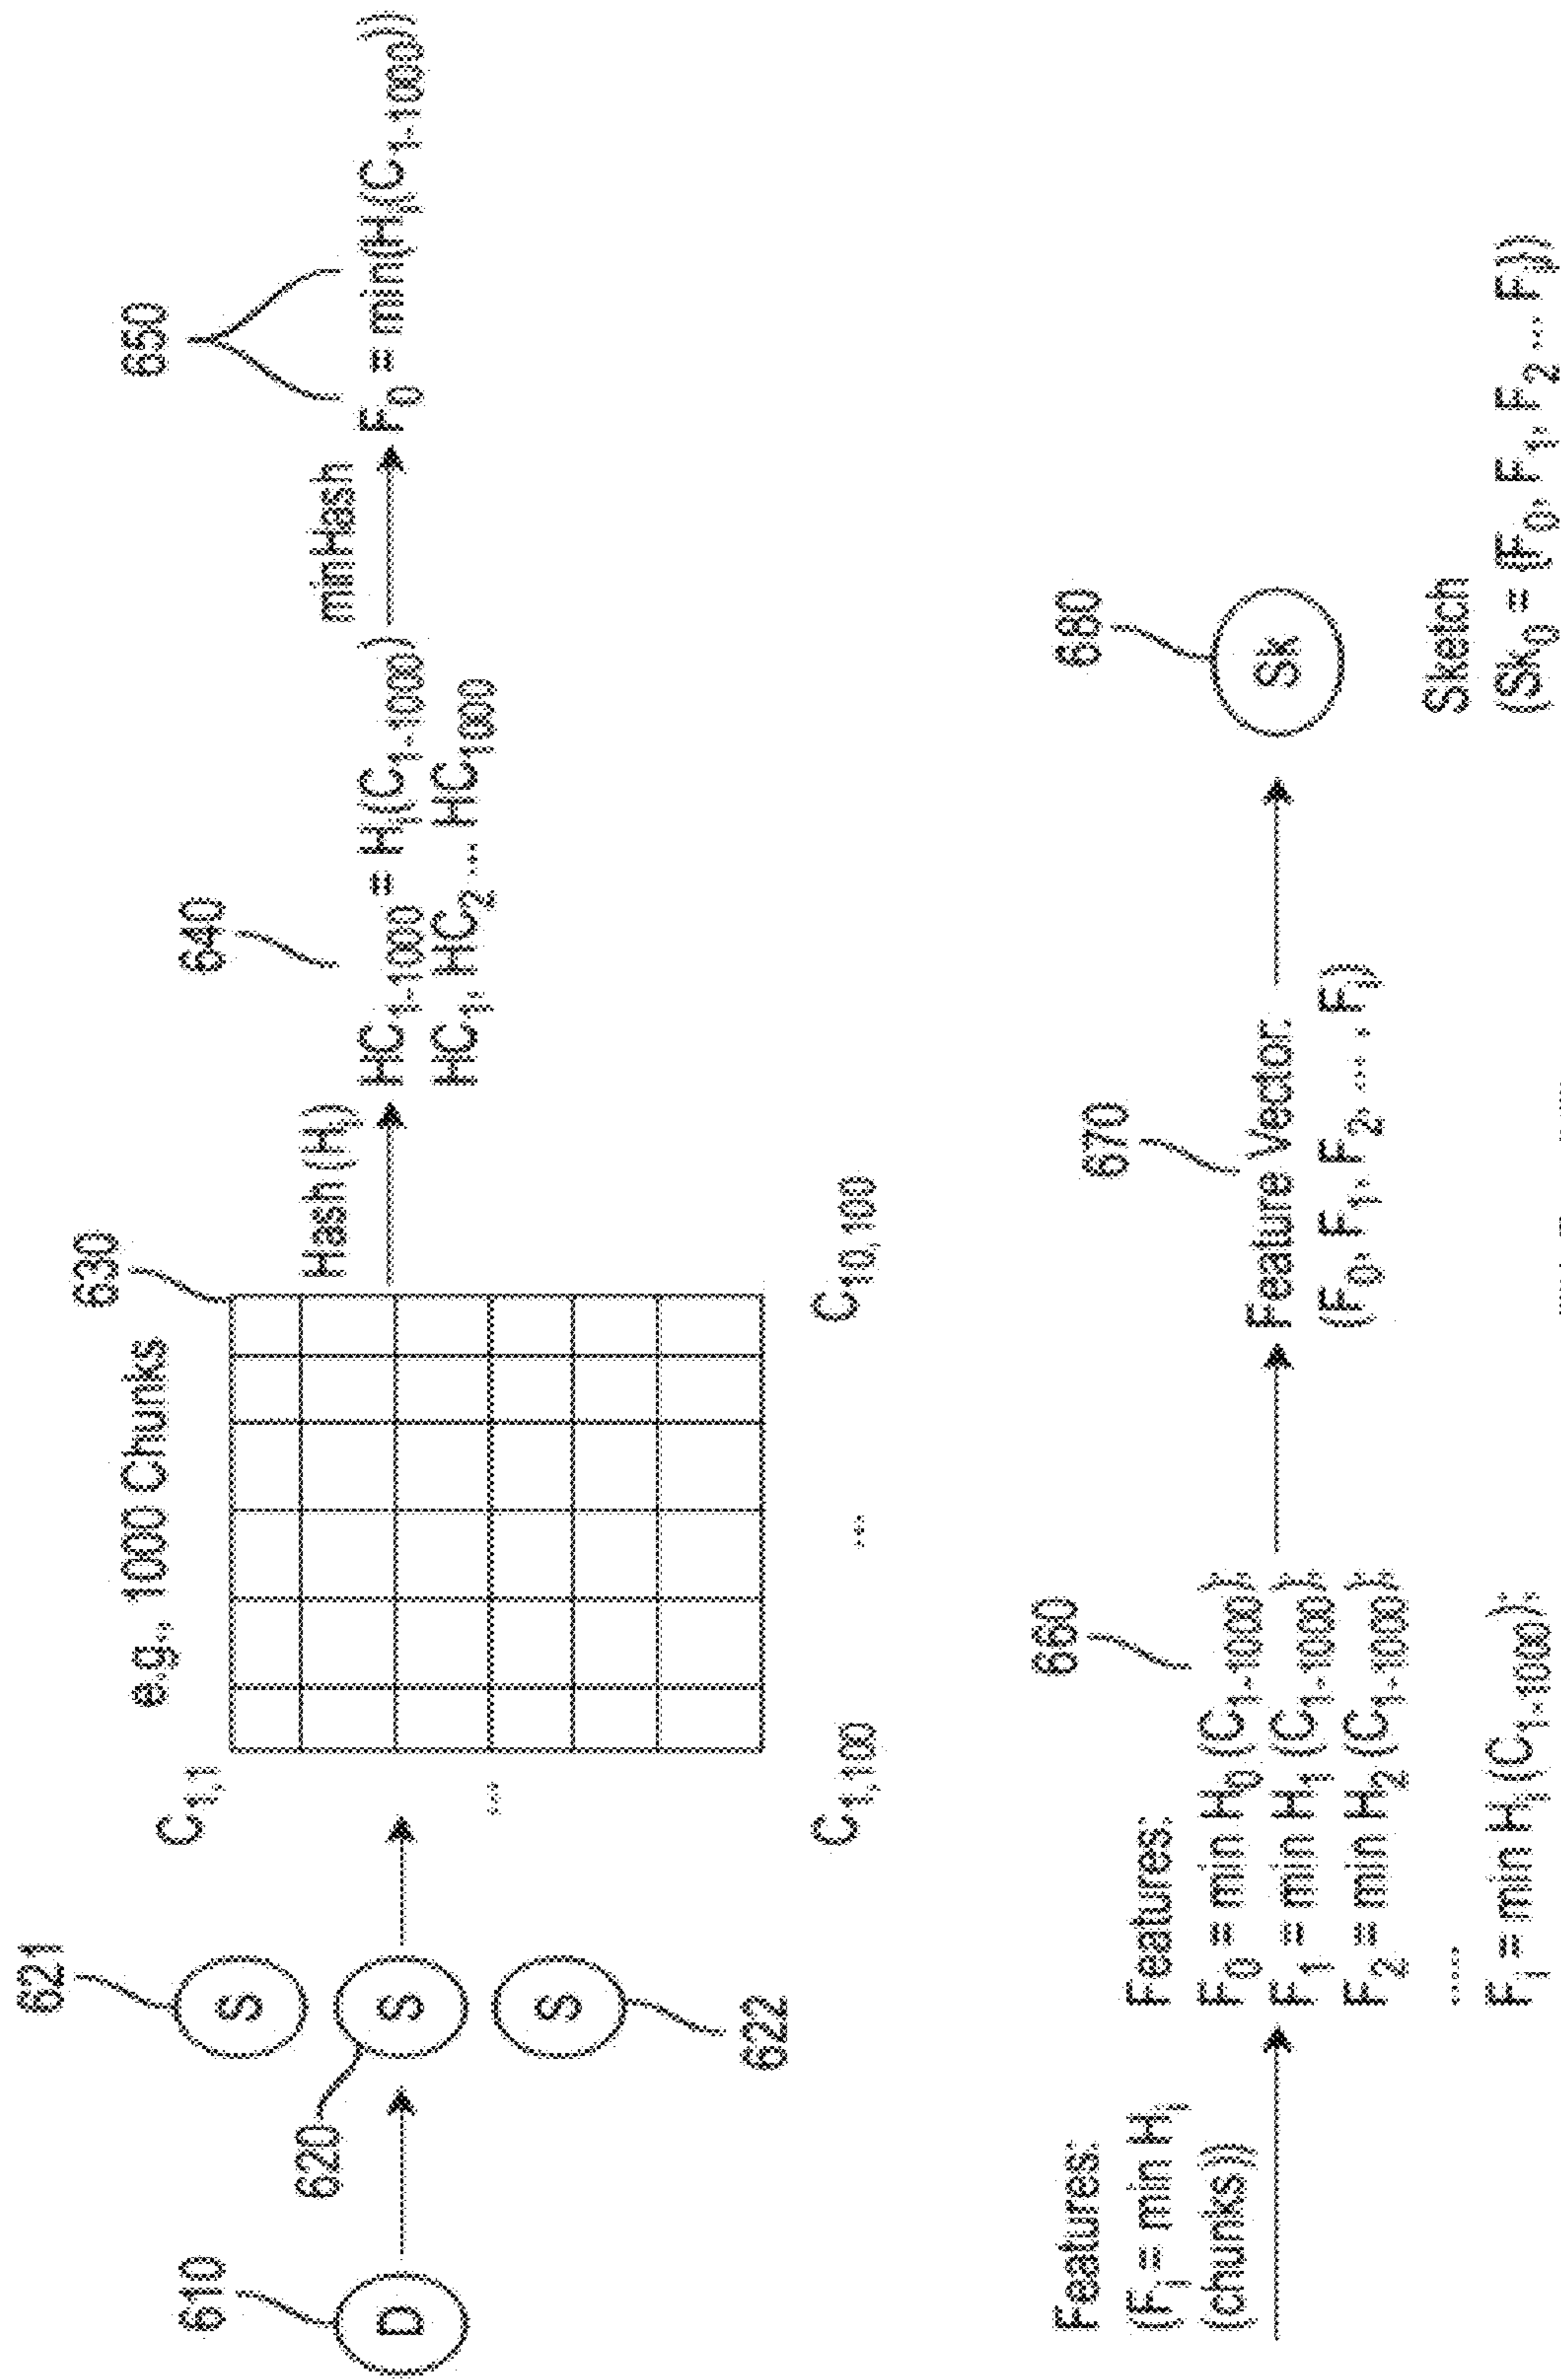 610
D
620
621
S
S
S
622
e.g., 1000 Chunks
630
C1,1
...
C1,100
...
C10,100
Hash (Hi)
640
HC1-1000 = Hi(C1-1000)
HC1, HC2 ... HC1000
minHash
650
F0 = min(Hi(C1-1000))
Features:
(Fi = min Hi
(chunks))
660
Features:
F0 = min H0 (C1-1000);
F1 = min H1 (C1-1000);
F2 = min H2 (C1-1000);
.....
Fi = min Hi (C1-1000);
670
Feature Vector:
(F0, F1, F2, ... , Fi)
680
Sk
Sketch
(Sk0 = {F0, F1, F2 ... Fi})